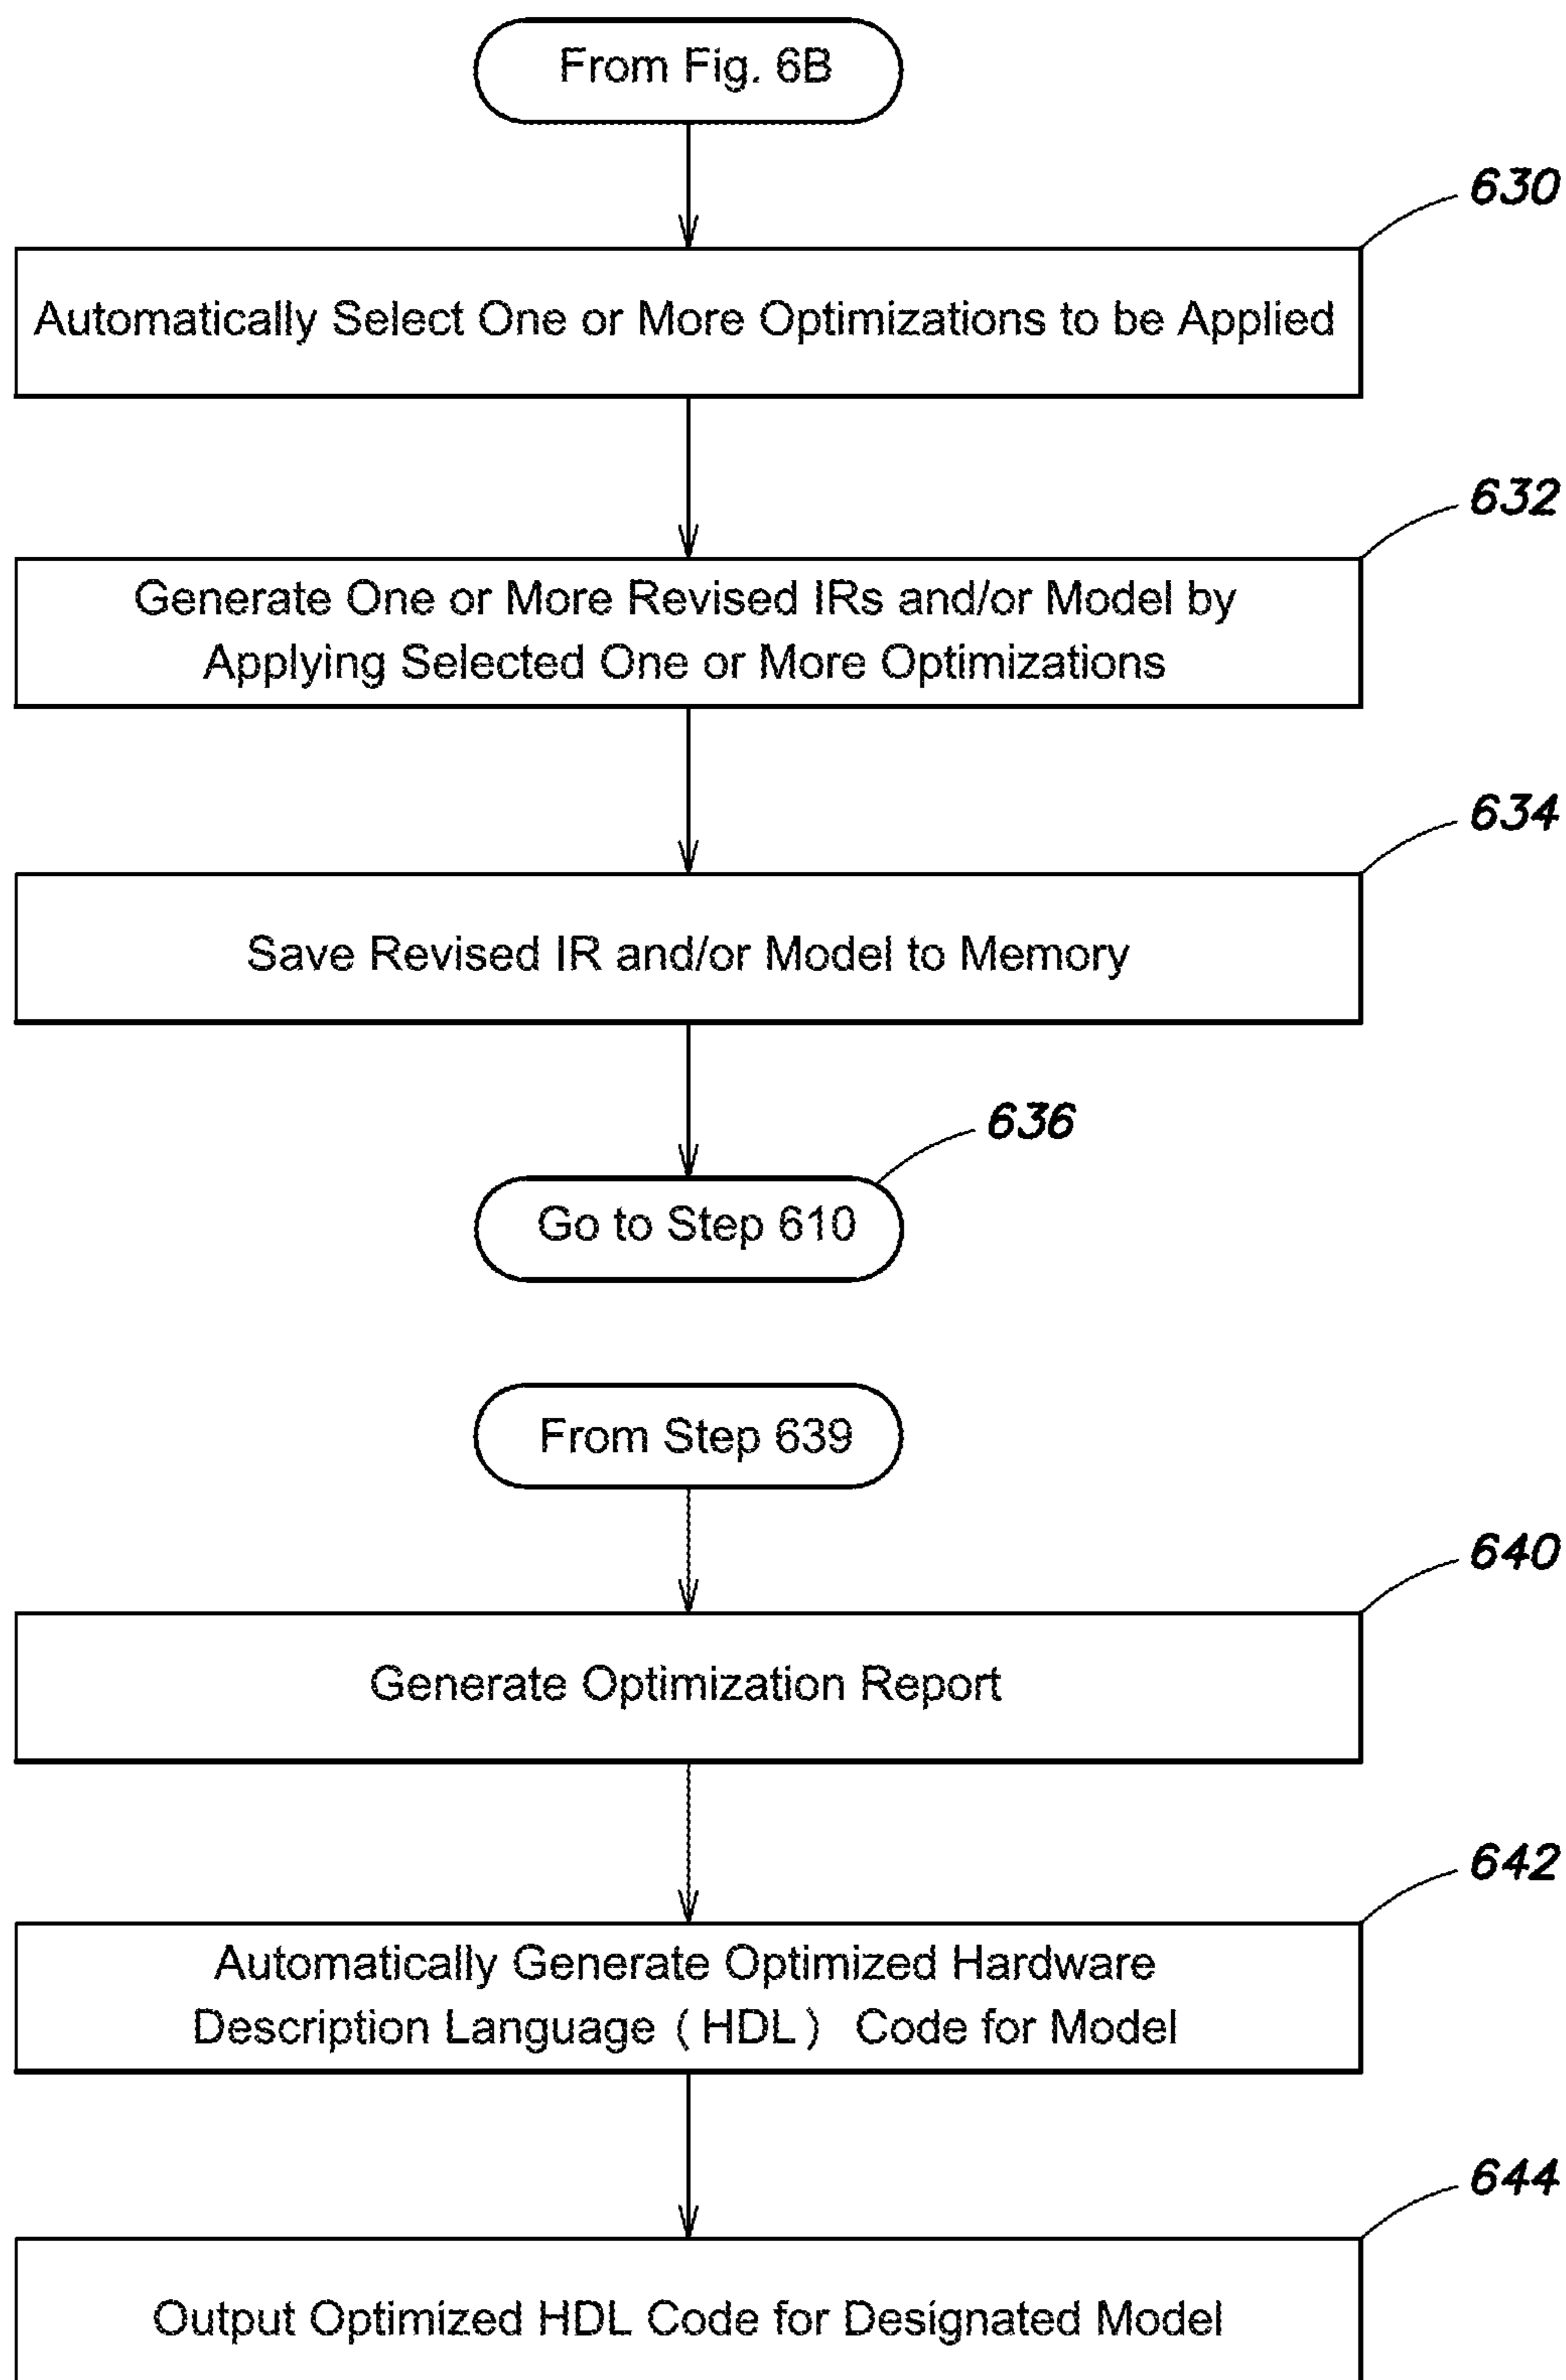 From Fig. 6B
630
Automatically Select One or More Optimizations to be Applied
632
Generate One or More Revised IRs and/or Model by
Applying Selected One or More Optimizations
634
Save Revised IR and/or Model to Memory
636
Go to Step 610
From Step 639
640
Generate Optimization Report
642
Automatically Generate Optimized Hardware
Description Language (HDL) Code for Model
644
Output Optimized HDL Code for Designated Model